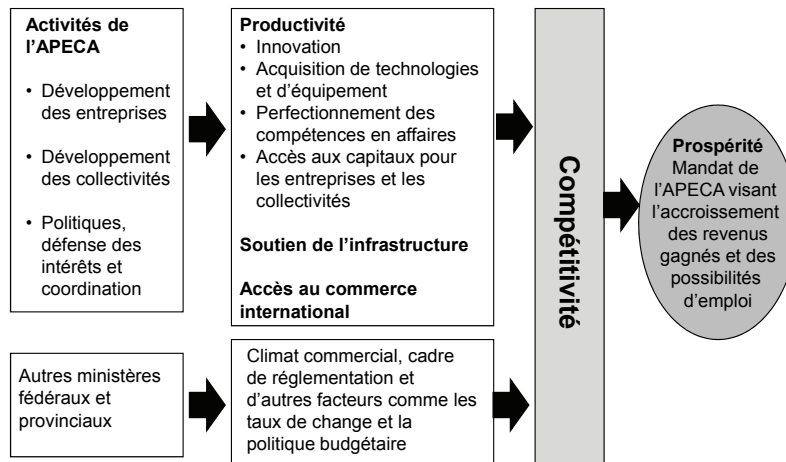 Activités de
l'APECA
• Développement
des entreprises
• Développement
des collectivités
• Politiques,
défense des
intérêts et
coordination
Productivité
• Innovation
• Acquisition de technologies
et d'équipement
• Perfectionnement des
compétences en affaires
• Accès aux capitaux pour
les entreprises et les
collectivités
Soutien de l'infrastructure
Accès au commerce
international
Autres ministères
fédéraux et
provinciaux
Climat commercial, cadre
de réglementation et
d'autres facteurs comme les
taux de change et la
politique budgétaire
Compétitivité
Prospérité
Mandat de
l'APECA visant
l'accroissement
des revenus
gagnés et des
possibilités
d'emploi